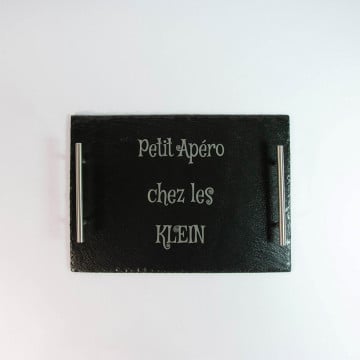 Petit Apéro
chez les
KLEIN